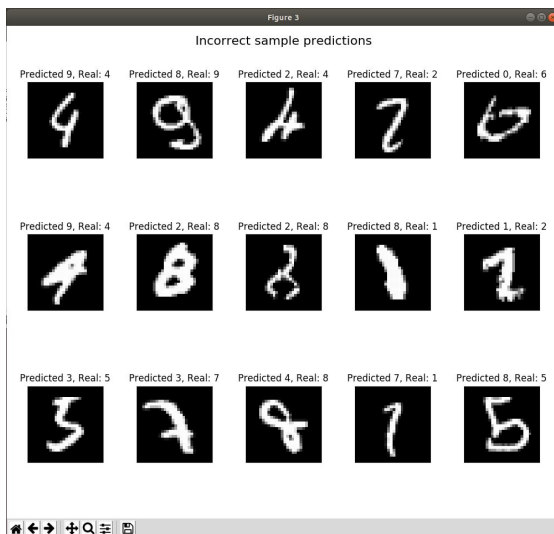 Figure 3
Incorrect sample predictions
Predicted 9, Real: 4 Predicted 8, Real: 9 Predicted 2, Real: 4 Predicted 7, Real: 2 Predicted 0, Real: 6
Predicted 9, Real: 4 Predicted 2, Real: 8 Predicted 2, Real: 8 Predicted 8, Real: 1 Predicted 1, Real: 2
Predicted 3, Real: 5 Predicted 3, Real: 7 Predicted 4, Real: 8 Predicted 7, Real: 1 Predicted 8, Real: 5